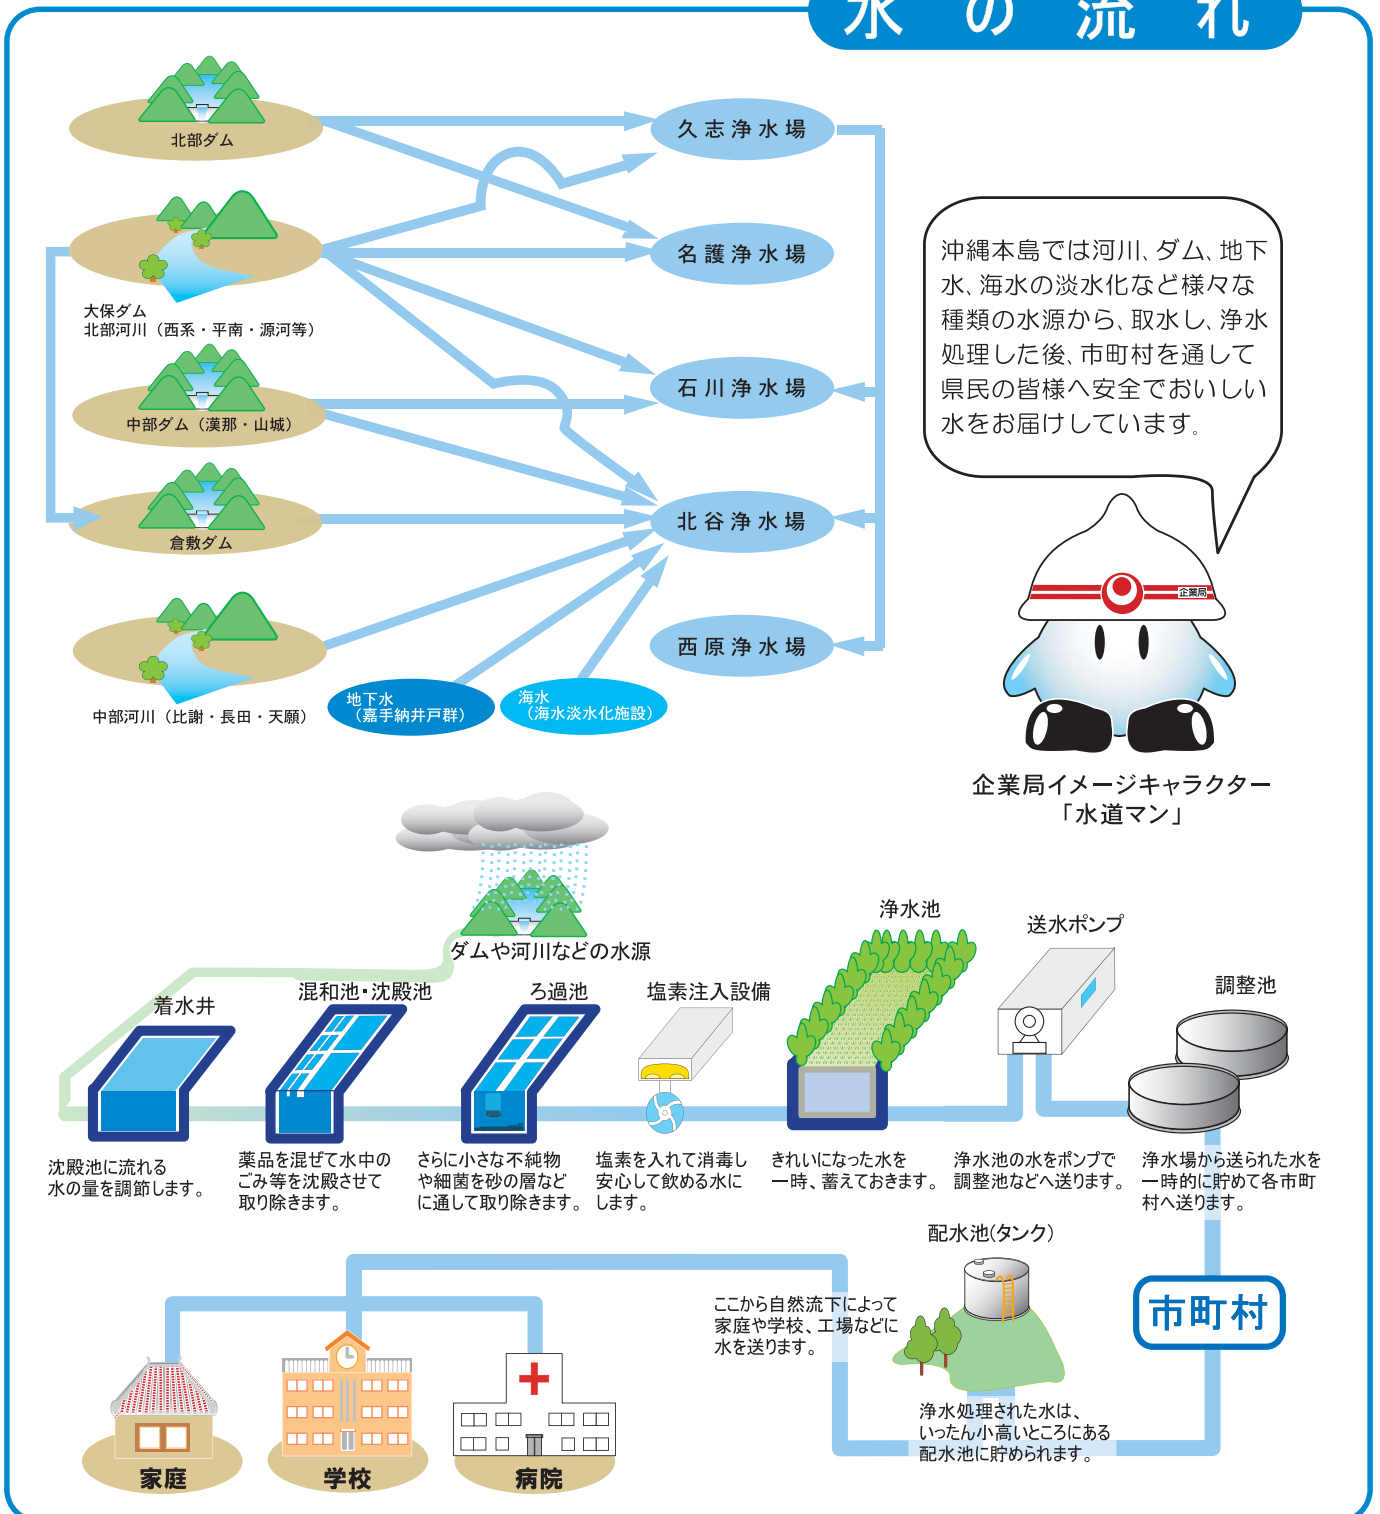 水の流れ
北部ダム
久志浄水場
大保ダム
北部河川（西系・平南・源河等）
名護浄水場
中部ダム（漢那・山城）
石川浄水場
倉敷ダム
北谷浄水場
中部河川（比謝・長田・天願）
西原浄水場
地下水
（嘉手納井戸群）
海水
（海水淡水化施設）
沖縄本島では河川、ダム、地下
水、海水の淡水化など様々な
種類の水源から、取水し、浄水
処理した後、市町村を通して
県民の皆様へ安全でおいしい
水をお届けしています。
企業局
企業局イメージキャラクター
「水道マン」
ダムや河川などの水源
着水井
沈殿池に流れる
水の量を調節します。
混和池・沈殿池
薬品を混ぜて水中の
ごみ等を沈殿させて
取り除きます。
ろ過池
さらに小さな不純物
や細菌を砂の層など
に通して取り除きます。
塩素注入設備
塩素を入れて消毒し
安心して飲める水に
します。
浄水池
きれいになった水を
一時、蓄えておきます。
送水ポンプ
浄水池の水をポンプで
調整池などへ送ります。
調整池
浄水場から送られた水を
一時的に貯めて各市町
村へ送ります。
市町村
配水池(タンク)
浄水処理された水は、
いったん小高いところにある
配水池に貯められます。
ここから自然流下によって
家庭や学校、工場などに
水を送ります。
家庭
学校
病院